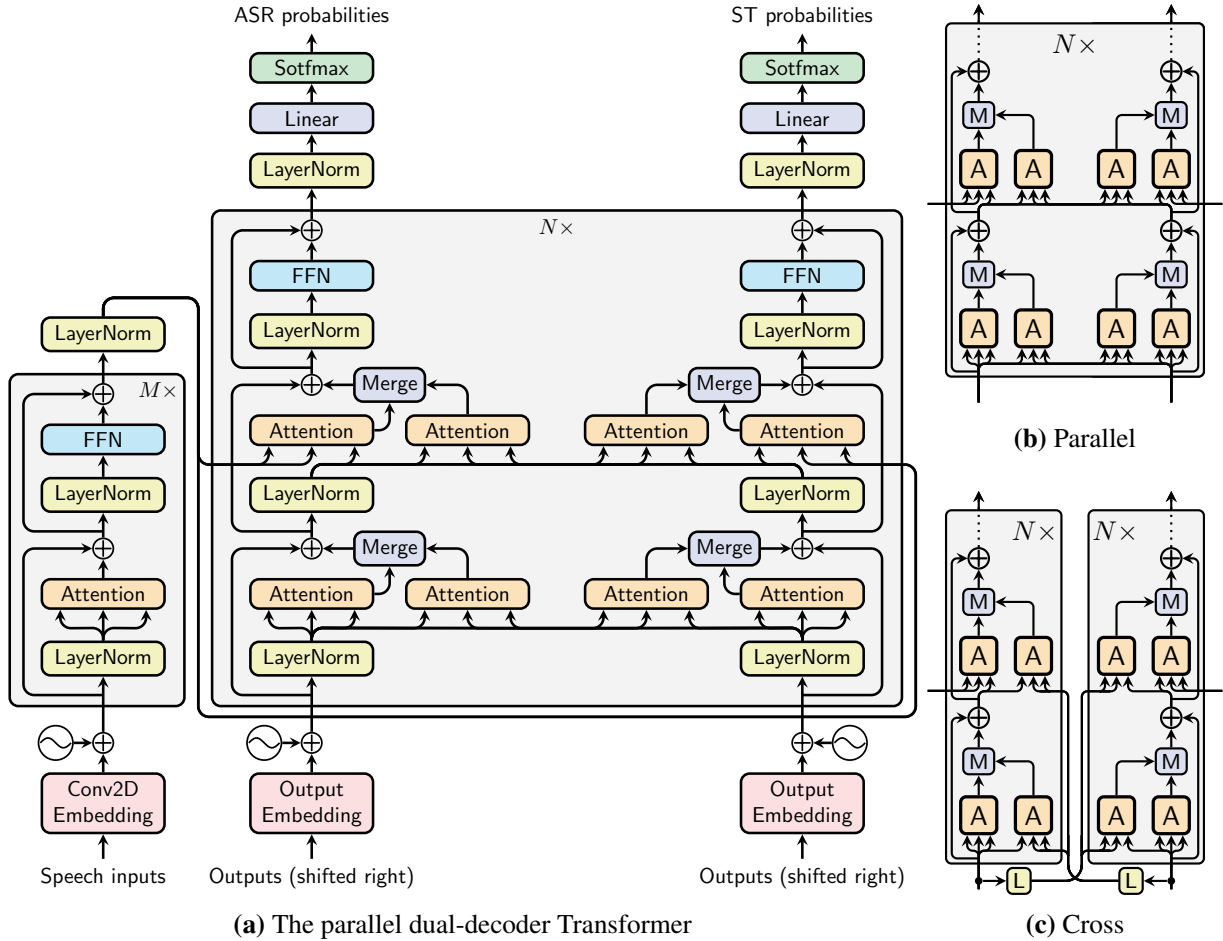 ASR probabilities
ST probabilities
Sotfmax
Sotfmax
Linear
Linear
LayerNorm
LayerNorm
N×
FFN
FFN
LayerNorm
LayerNorm
LayerNorm
Merge
Merge
M×
Attention
Attention
Attention
Attention
FFN
LayerNorm
LayerNorm
LayerNorm
Merge
Merge
Attention
Attention
Attention
Attention
Attention
LayerNorm
LayerNorm
LayerNorm
Conv2D
Embedding
Output
Embedding
Output
Embedding
Speech inputs
Outputs (shifted right)
Outputs (shifted right)
(a) The parallel dual-decoder Transformer
N×
M
M
A
A
A
A
M
M
A
A
A
A
(b) Parallel
N×
N×
M
M
A
A
A
A
M
M
A
A
A
A
L
L
(c) Cross